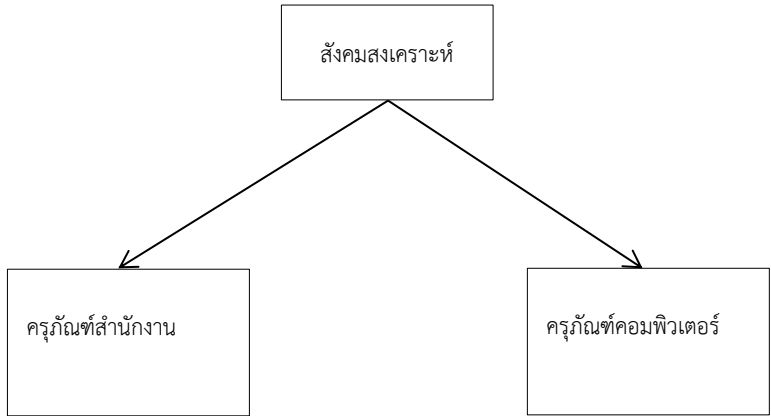 สังคมสงเคราะห์
ครุภัณฑ์สำนักงาน
ครุภัณฑ์คอมพิวเตอร์